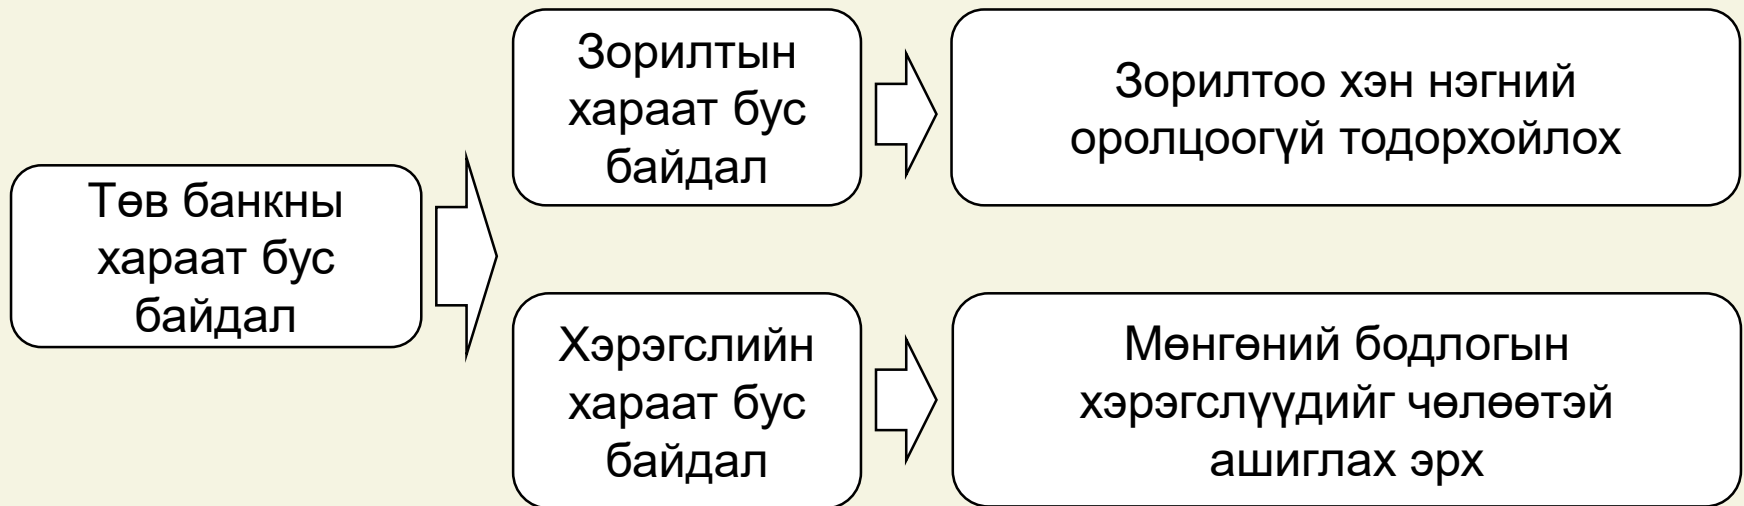 Төв банкны
хараат бус
байдал
Зорилтын
хараат бус
байдал
Зорилтоо хэн нэгний
оролцоогүй тодорхойлох
Хэрэгслийн
хараат бус
байдал
Мөнгөний бодлогын
хэрэгслүүдийг чөлөөтэй
ашиглах эрх